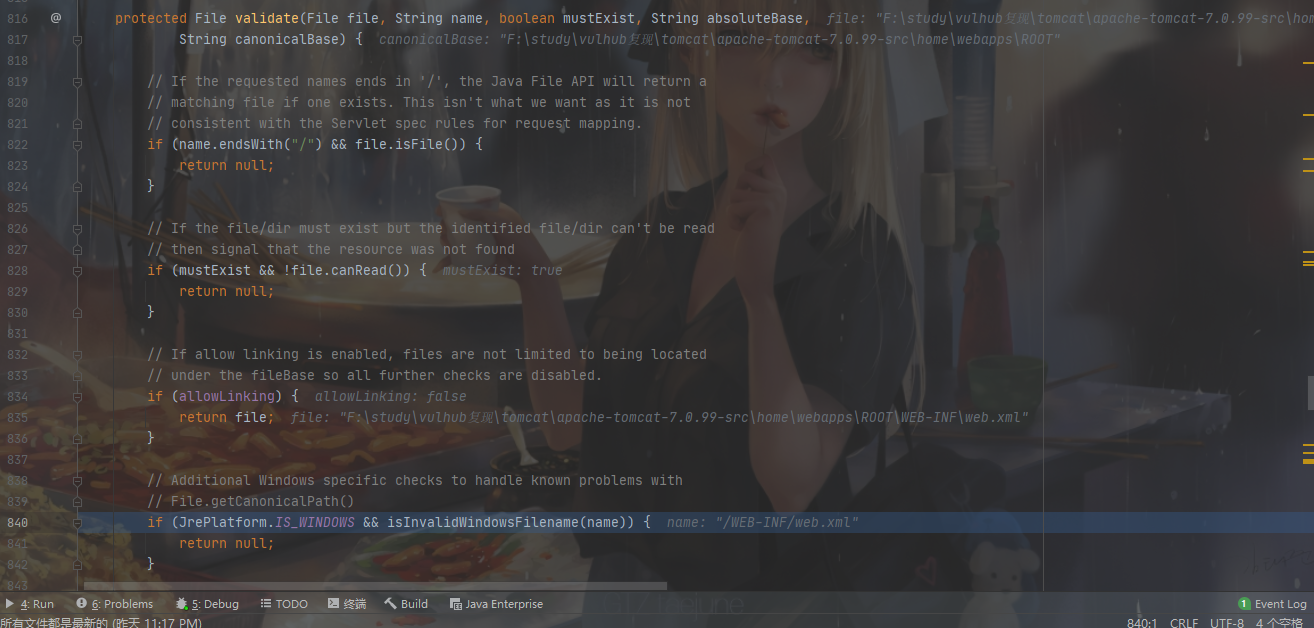 816 @ protected File validate(File file, String name, boolean mustExist, String absoluteBase, file: "F:\study\vulhub复现\tomcat\apache-tomcat-7.0.99-src\hom
817 String canonicalBase) { canonicalBase: "F:\study\vulhub复现\tomcat\apache-tomcat-7.0.99-src\home\webapps\ROOT"
818
819 // If the requested names ends in '/', the Java File API will return a
820 // matching file if one exists. This isn't what we want as it is not
821 // consistent with the Servlet spec rules for request mapping.
822 if (name.endsWith("/") && file.isFile()) {
823 return null;
824 }
825
826 // If the file/dir must exist but the identified file/dir can't be read
827 // then signal that the resource was not found
828 if (mustExist && !file.canRead()) { mustExist: true
829 return null;
830 }
831
832 // If allow linking is enabled, files are not limited to being located
833 // under the fileBase so all further checks are disabled.
834 if (allowLinking) { allowLinking: false
835 return file; file: "F:\study\vulhub复现\tomcat\apache-tomcat-7.0.99-src\home\webapps\ROOT\WEB-INF\web.xml"
836 }
837
838 // Additional Windows specific checks to handle known problems with
839 // File.getCanonicalPath()
840 if (JrePlatform.IS_WINDOWS && isInvalidWindowsFilename(name)) { name: "/WEB-INF/web.xml"
841 return null;
842 }
843
4: Run 6: Problems 5: Debug TODO 终端 Build Java Enterprise 1 Event Log
所有文件都是最新的 (昨天 11:17 PM) 840:1 CRLF UTF-8 4 个空格